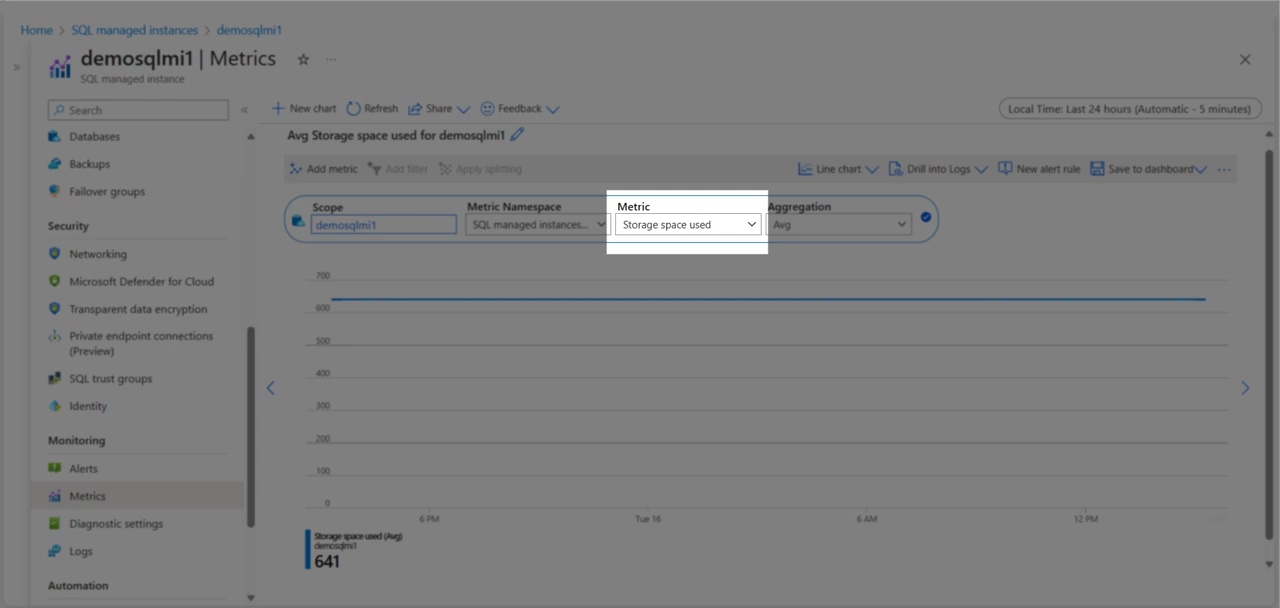 Home > SQL managed instances > demosqlmi1
demosqlmi1 | Metrics
SQL managed instance
Search
Databases
Backups
Failover groups
Security
Networking
Microsoft Defender for Cloud
Transparent data encryption
Private endpoint connections
(Preview)
SQL trust groups
Identity
Monitoring
Alerts
Metrics
Diagnostic settings
Logs
Automation
New chart Refresh Share Feedback
Local Time: Last 24 hours (Automatic - 5 minutes)
Avg Storage space used for demosqlmi1
Add metric Add filter Apply splitting
Line chart Drill into Logs New alert rule Save to dashboard
Scope Metric Namespace Metric Aggregation
demosqlmi1 SQL managed instances... Storage space used Avg
700
600
500
400
300
200
100
0
6 PM Tue 16 6 AM 12 PM
Storage space used (Avg)
demosqlmi1
641